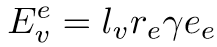 $E_v^e = l_v r_e \gamma e_e$